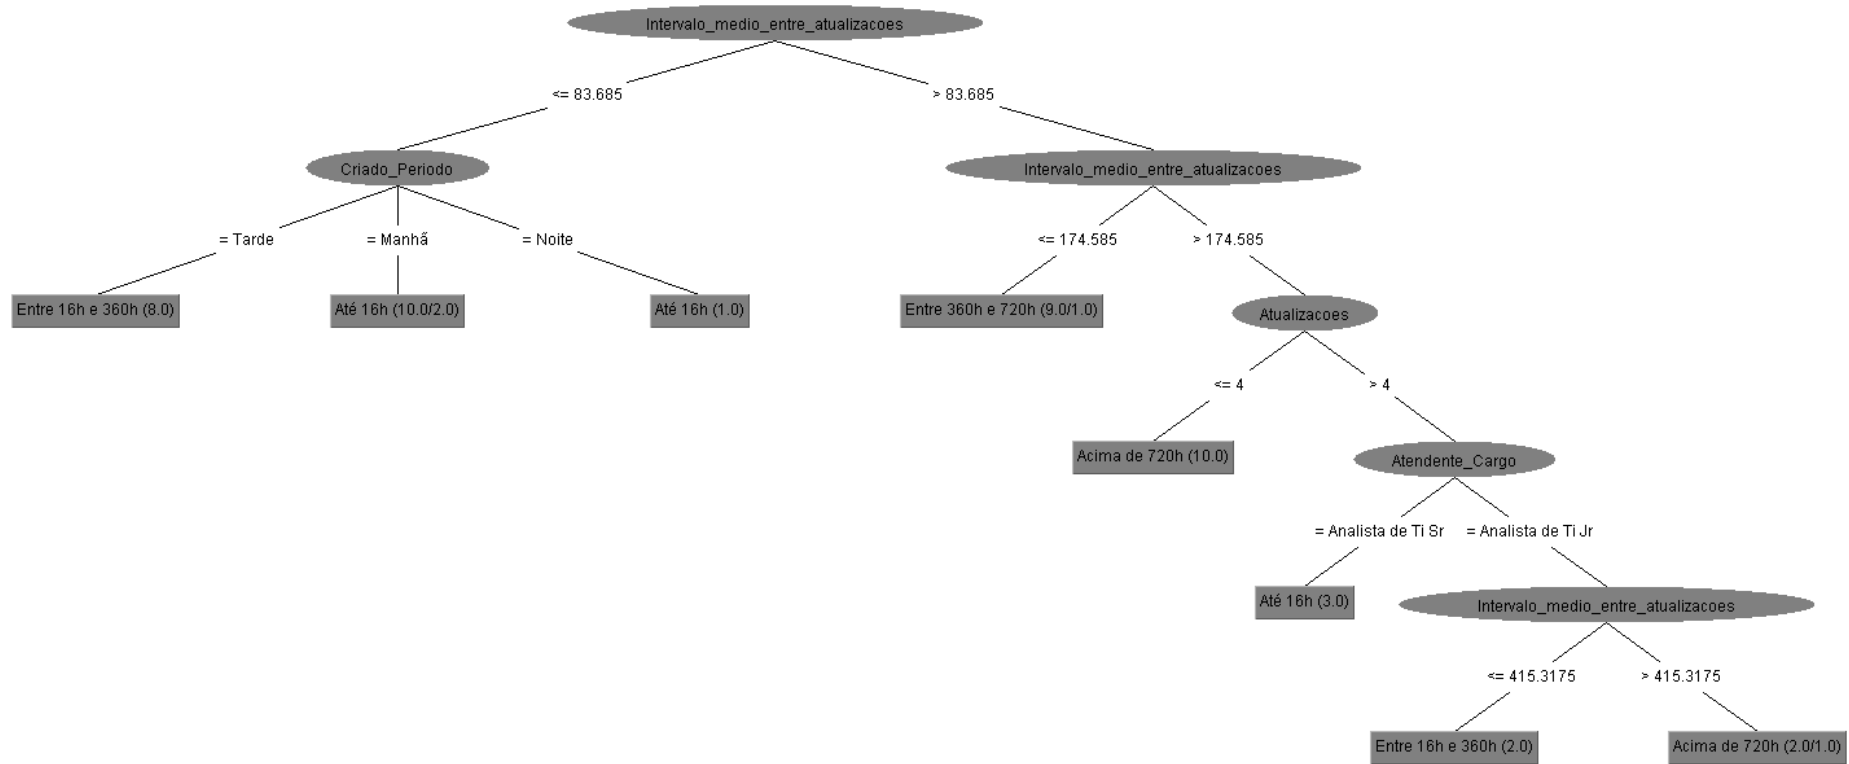 Intervalo_medio_entre_atualizacoes
<= 83.685
> 83.685
Criado_Periodo
Intervalo_medio_entre_atualizacoes
= Tarde
= Manhã
= Noite
<= 174.585
> 174.585
Entre 16h e 360h (8.0)
Até 16h (10.0/2.0)
Até 16h (1.0)
Entre 360h e 720h (9.0/1.0)
Atualizacoes
<= 4
> 4
Acima de 720h (10.0)
Atendente_Cargo
= Analista de Ti Sr
= Analista de Ti Jr
Até 16h (3.0)
Intervalo_medio_entre_atualizacoes
<= 415.3175
> 415.3175
Entre 16h e 360h (2.0)
Acima de 720h (2.0/1.0)